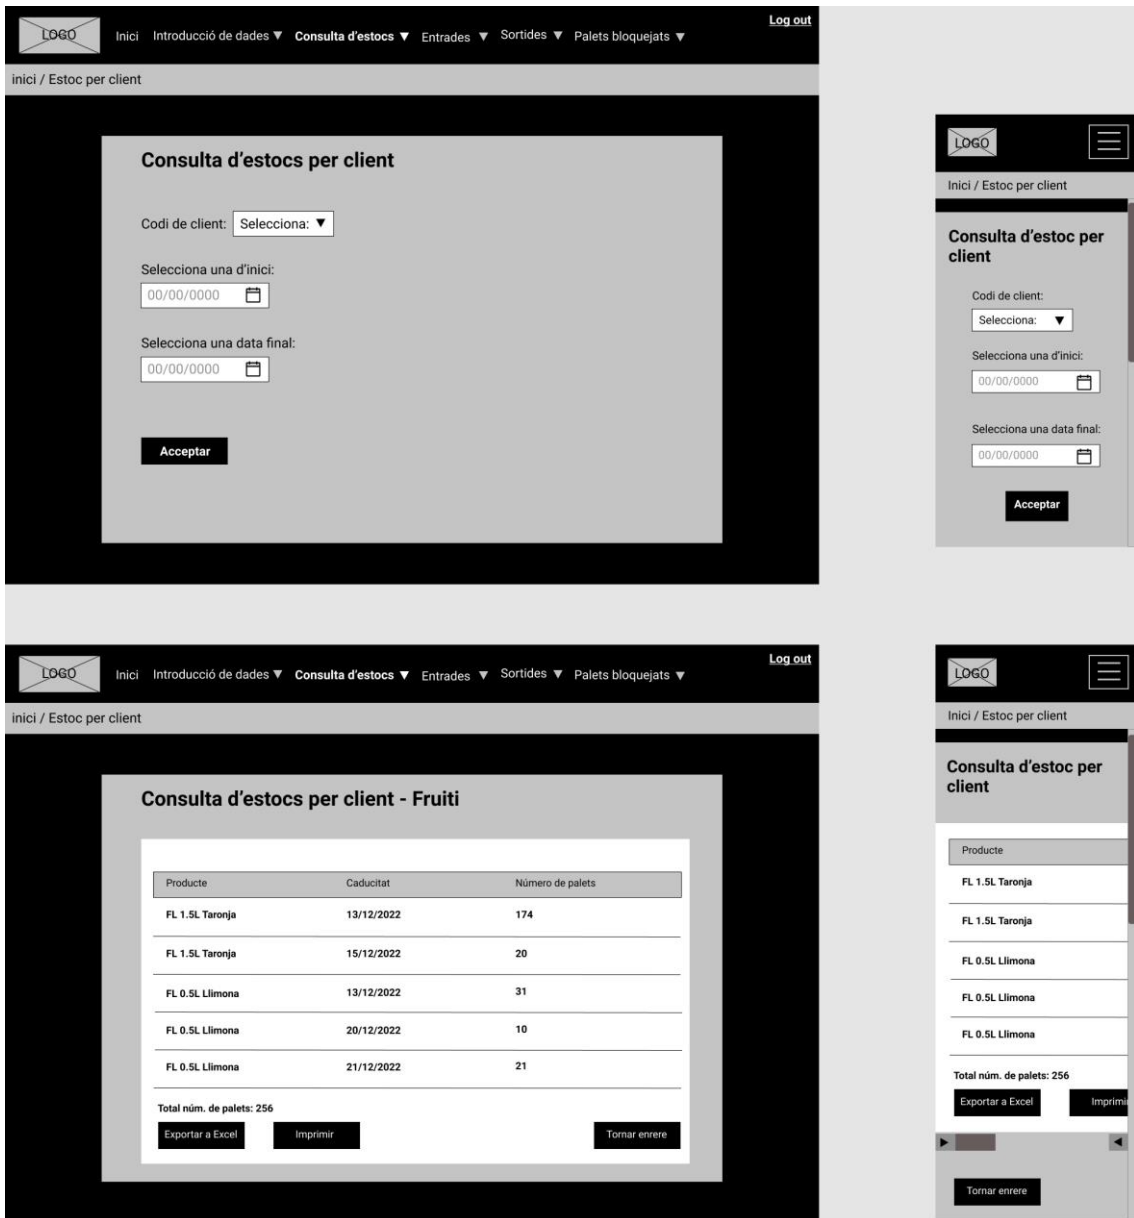 LOGO Inici Introducció de dades ▼ Consulta d'estocs ▼ Entrades ▼ Sortides ▼ Palets bloquejats ▼ Log out
inici / Estoc per client
Consulta d'estocs per client
Codi de client: Selecciona: ▼
Selecciona una d'inici:
00/00/0000
Selecciona una data final:
00/00/0000
Acceptar
LOGO
Inici / Estoc per client
Consulta d'estoc per
client
Codi de client:
Selecciona: ▼
Selecciona una d'inici:
00/00/0000
Selecciona una data final:
00/00/0000
Acceptar
LOGO Inici Introducció de dades ▼ Consulta d'estocs ▼ Entrades ▼ Sortides ▼ Palets bloquejats ▼ Log out
inici / Estoc per client
Consulta d'estocs per client - Fruiti
Producte Caducitat Número de palets
FL 1.5L Taronja 13/12/2022 174
FL 1.5L Taronja 15/12/2022 20
FL 0.5L Llimona 13/12/2022 31
FL 0.5L Llimona 20/12/2022 10
FL 0.5L Llimona 21/12/2022 21
Total núm. de palets: 256
Exportar a Excel Imprimir Tornar enrere
LOGO
Inici / Estoc per client
Consulta d'estoc per
client
Producte
FL 1.5L Taronja
FL 1.5L Taronja
FL 0.5L Llimona
FL 0.5L Llimona
FL 0.5L Llimona
Total núm. de palets: 256
Exportar a Excel Imprimi
Tornar enrere